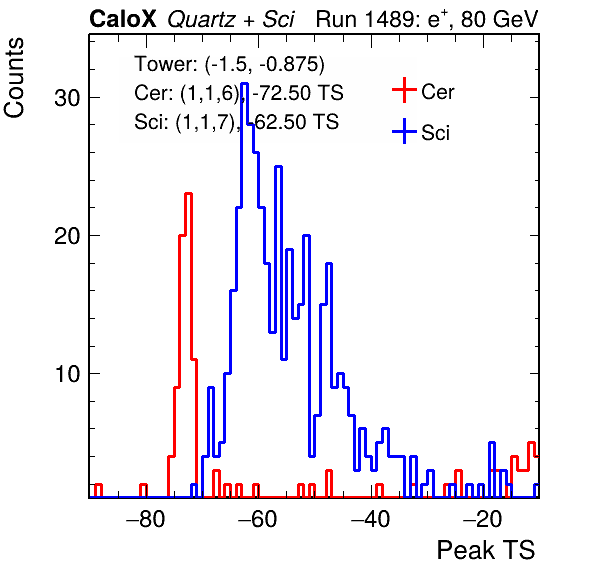 CaloX Quartz + Sci Run 1489: e+, 80 GeV
Tower: (-1.5, -0.875)
Cer: (1,1,6), -72.50 TS
Sci: (1,1,7), -62.50 TS
Cer
Sci
Counts
30
20
10
−80 −60 −40 −20
Peak TS